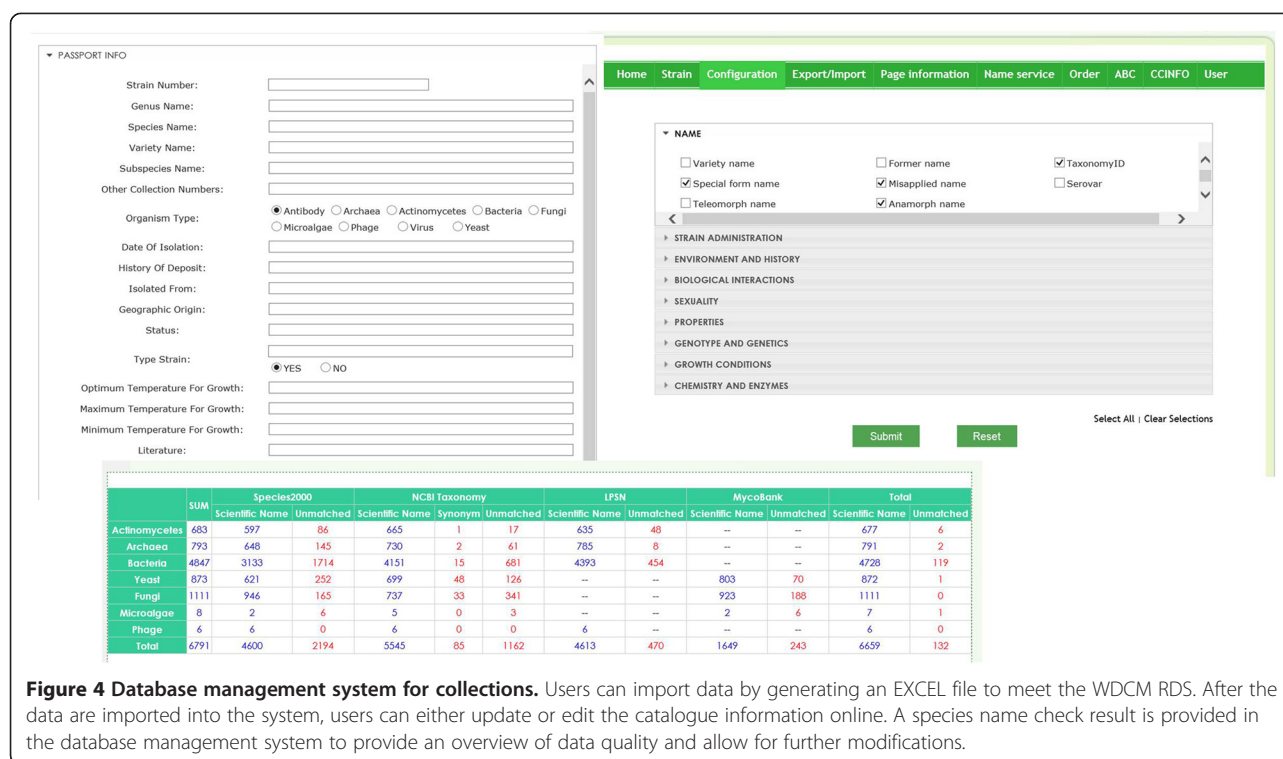 PASSPORT INFO
Strain Number:
Genus Name:
Species Name:
Variety Name:
Subspecies Name:
Other Collection Numbers:
Organism Type:
Antibody Archaea Actinomycetes Bacteria Fungi
Microalgae Phage Virus Yeast
Date Of Isolation:
History Of Deposit:
Isolated From:
Geographic Origin:
Status:
Type Strain:
YES NO
Optimum Temperature For Growth:
Maximum Temperature For Growth:
Minimum Temperature For Growth:
Literature:
Home Strain Configuration Export/Import Page information Name service Order ABC CCINFO User
NAME
Variety name Former name TaxonomyID
Special form name Misapplied name Serovar
Teleomorph name Anamorph name
STRAIN ADMINISTRATION
ENVIRONMENT AND HISTORY
BIOLOGICAL INTERACTIONS
SEXUALITY
PROPERTIES
GENOTYPE AND GENETICS
GROWTH CONDITIONS
CHEMISTRY AND ENZYMES
Select All | Clear Selections
Submit Reset
SUM Species2000 NCBI Taxonomy LPSN MycoBank Total
Scientific Name Unmatched Scientific Name Synonym Unmatched Scientific Name Unmatched Scientific Name Unmatched Scientific Name Unmatched
Actinomycetes 683 597 86 665 1 17 635 48 -- -- 677 6
Archaea 793 648 145 730 2 61 785 8 -- -- 791 2
Bacteria 4847 3133 1714 4151 15 681 4393 454 -- -- 4728 119
Yeast 873 621 252 699 48 126 -- -- 803 70 872 1
Fungi 1111 946 165 737 33 341 -- -- 923 188 1111 0
Microalgae 8 2 6 5 0 3 -- -- 2 6 7 1
Phage 6 6 0 6 0 0 6 -- -- -- 6 0
Total 6791 4600 2194 5545 85 1162 4613 470 1649 243 6659 132
Figure 4 Database management system for collections. Users can import data by generating an EXCEL file to meet the WDCM RDS. After the
data are imported into the system, users can either update or edit the catalogue information online. A species name check result is provided in
the database management system to provide an overview of data quality and allow for further modifications.